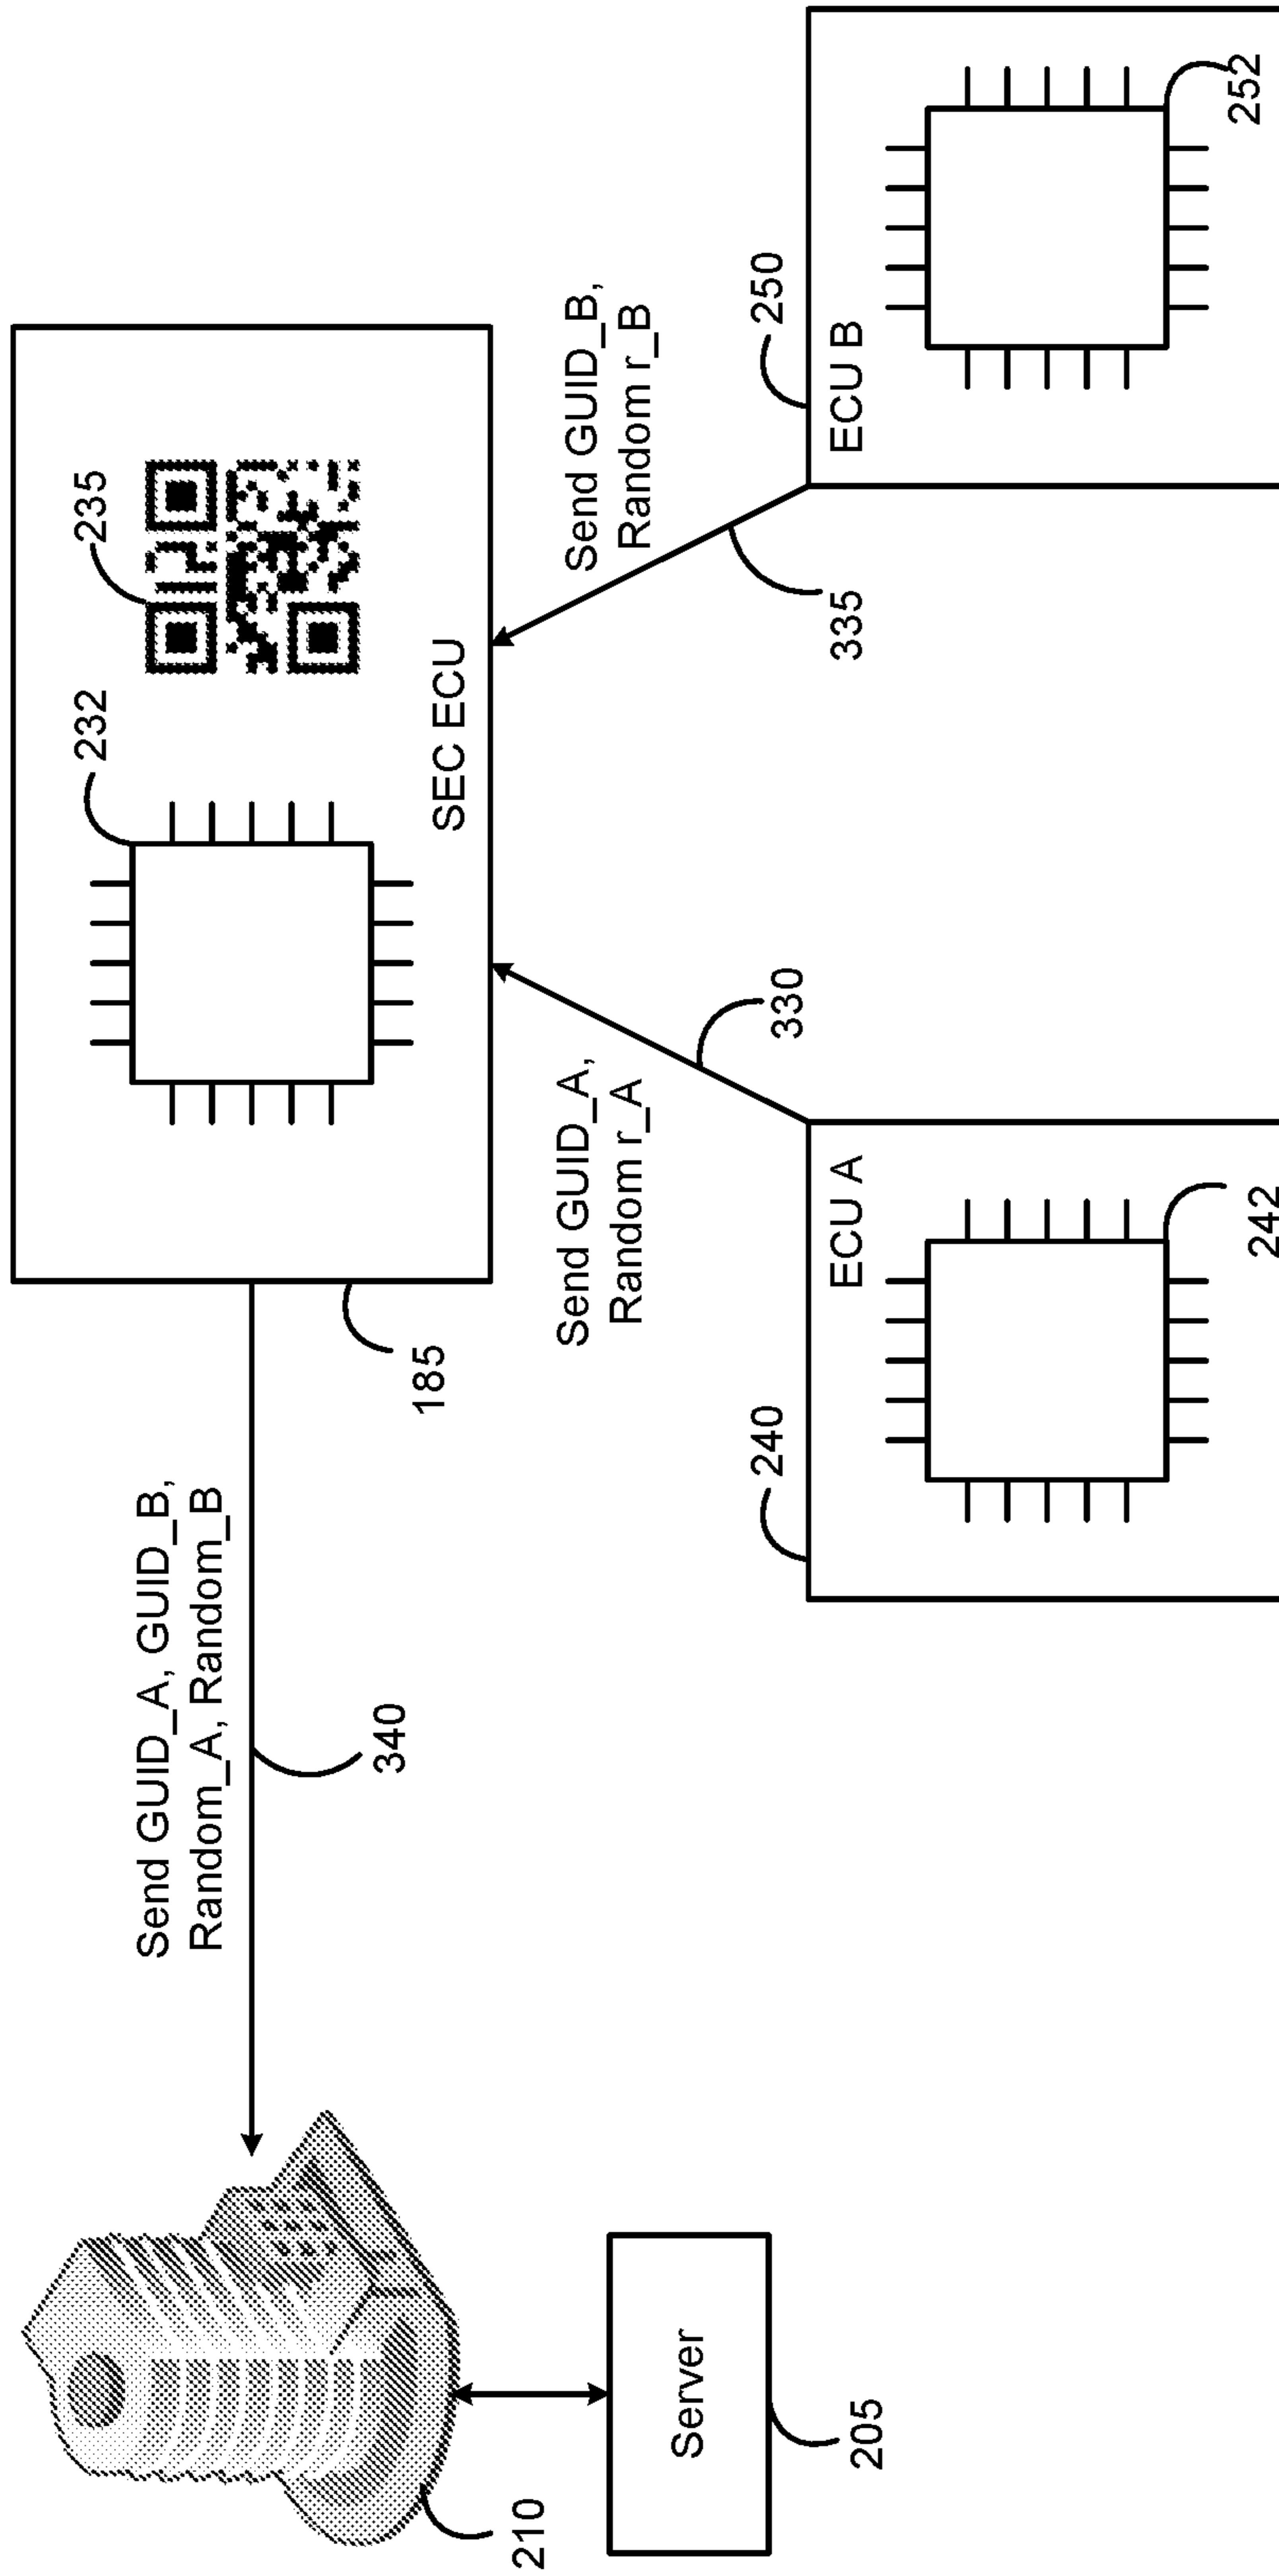 Send GUID_A, GUID_B,
Random_A, Random_B
340
210
Server
205
232
235
SEC ECU
185
Send GUID_A,
Random r_A
330
Send GUID_B,
Random r_B
335
240
ECU A
242
250
ECU B
252